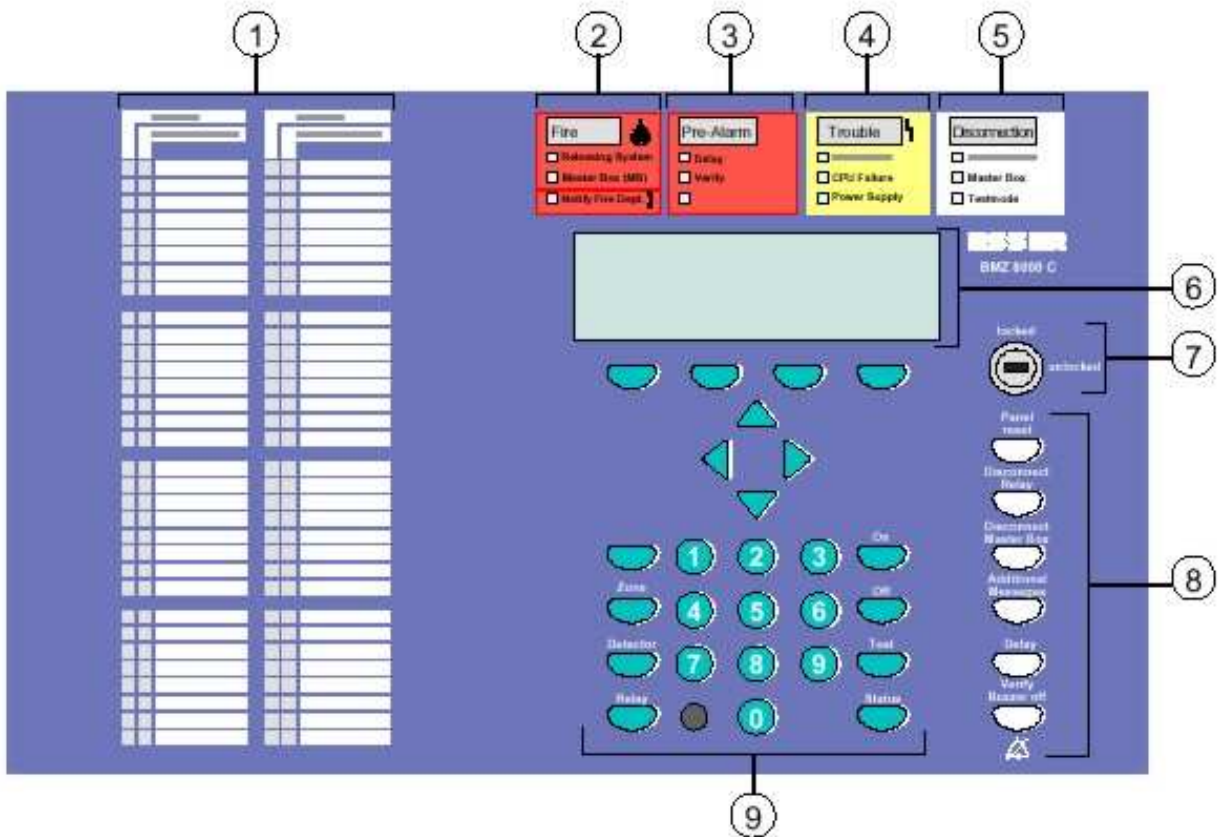 1
2
3
4
5
Fire
Pre-Alarm
Trouble
Disconnection
Releasing System
Delay
Master Box (MB)
Verify
CPU Failure
Master Box
Notify Fire Dept.
Power Supply
Testmode
BMZ 8000 C
6
locked
7
unlocked
Panel
reset
Disconnect
Relay
1
2
3
On
Disconnect
Master Box
Zone
4
5
6
Off
Additional
Messages
8
Detector
7
8
9
Test
Delay
Relay
0
Status
Verify
Buzzer off
9